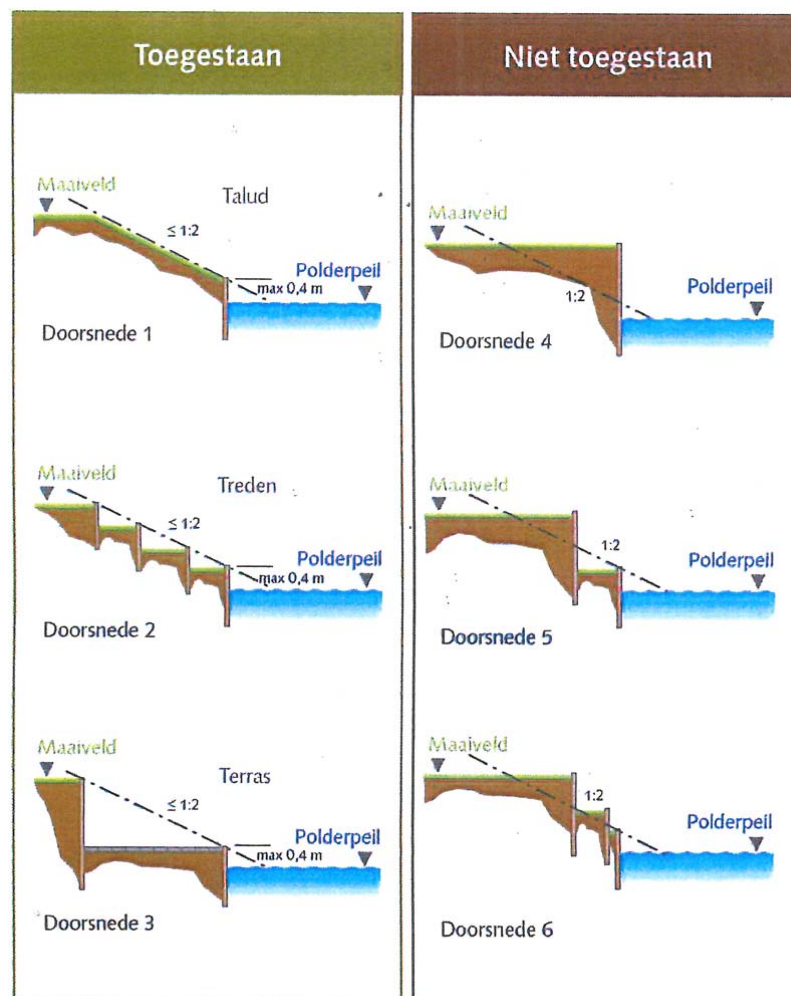 Toegestaan
Maaiveld
Talud
≤ 1:2
Polderpeil
max 0,4 m
Doorsnede 1
Maaiveld
Treden
≤ 1:2
Polderpeil
max 0,4 m
Doorsnede 2
Maaiveld
Terras
≤ 1:2
Polderpeil
max 0,4 m
Doorsnede 3
Niet toegestaan
Maaiveld
Polderpeil
1:2
Doorsnede 4
Maaiveld
1:2
Polderpeil
Doorsnede 5
Maaiveld
1:2
Polderpeil
Doorsnede 6